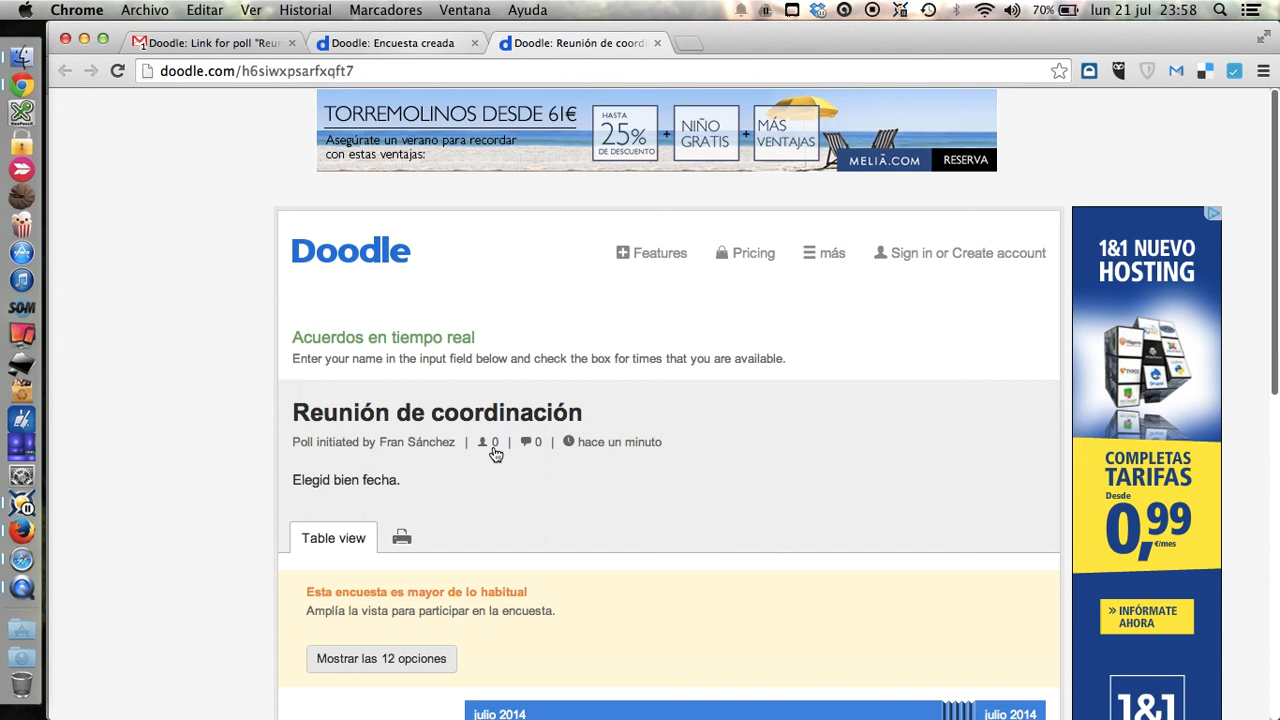 Chrome Archivo Editar Ver Historial Marcadores Ventana Ayuda 70% lun 21 jul 23:58
Doodle: Link for poll "Reun
Doodle: Encuesta creada
Doodle: Reunión de coord
doodle.com/h6siwxpsarfxqft7
TORREMOLINOS DESDE 61€
Asegúrate un verano para recordar
con estas ventajas:
HASTA
25%
DE DESCUENTO
+
NIÑO
GRATIS
+
MÁS
VENTAJAS
MELIÃ.COM
RESERVA
Doodle
Features
Pricing
más
Sign in or Create account
Acuerdos en tiempo real
Enter your name in the input field below and check the box for times that you are available.
Reunión de coordinación
Poll initiated by Fran Sánchez | 0 | 0 | hace un minuto
Elegid bien fecha.
Table view
Esta encuesta es mayor de lo habitual
Amplía la vista para participar en la encuesta.
Mostrar las 12 opciones
julio 2014
julio 2014
1&1 NUEVO
HOSTING
COMPLETAS
TARIFAS
Desde
0,99
€/mes
» INFÓRMATE
AHORA
1&1
SOM